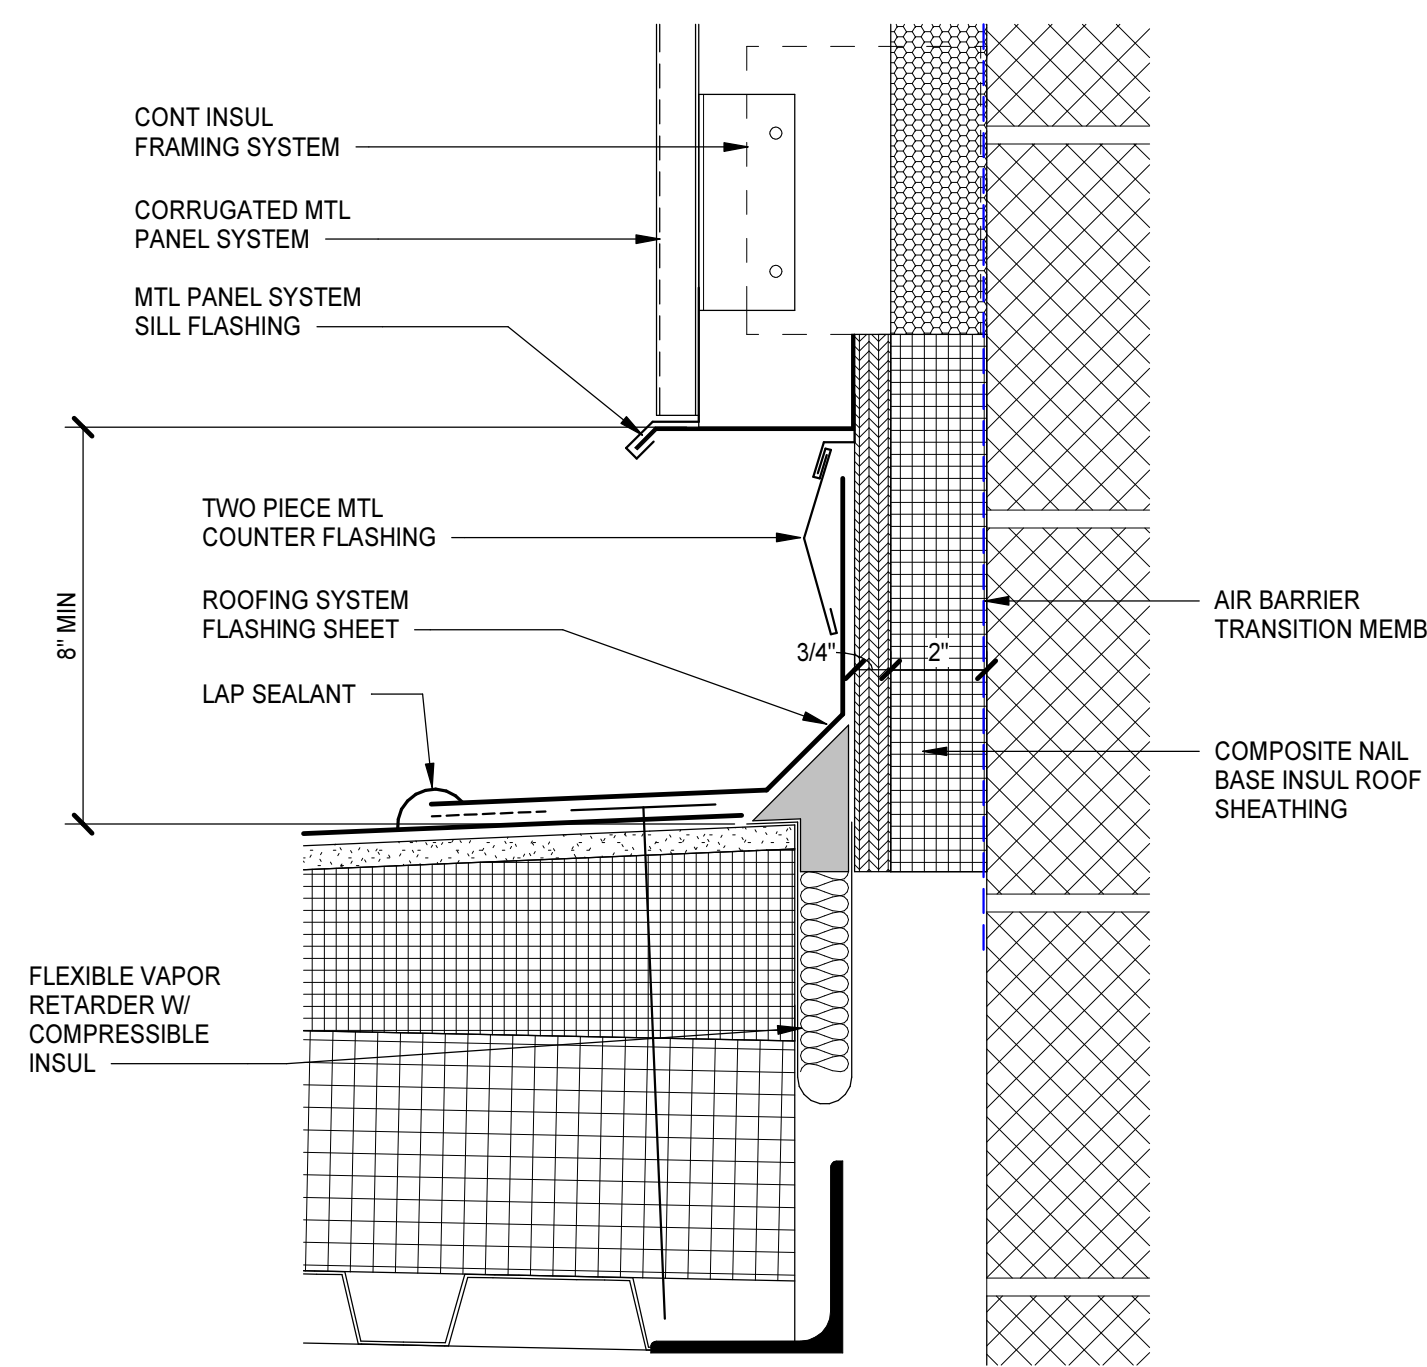 CONT INSUL
FRAMING SYSTEM
CORRUGATED MTL
PANEL SYSTEM
MTL PANEL SYSTEM
SILL FLASHING
8" MIN
TWO PIECE MTL
COUNTER FLASHING
ROOFING SYSTEM
FLASHING SHEET
LAP SEALANT
3/4"
2"
AIR BARRIER
TRANSITION MEMB
COMPOSITE NAIL
BASE INSUL ROOF
SHEATHING
FLEXIBLE VAPOR
RETARDER W/
COMPRESSIBLE
INSUL